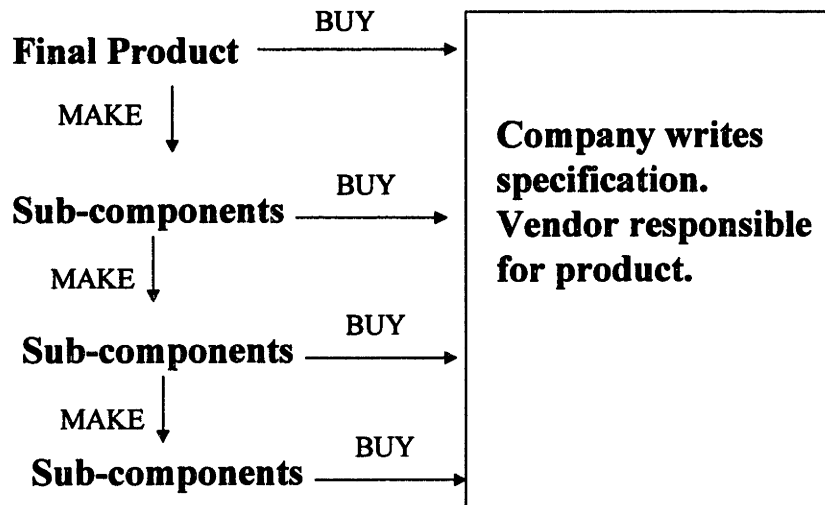 BUY
Final Product
MAKE
Company writes
specification.
Vendor responsible
for product.
BUY
Sub-components
MAKE
BUY
Sub-components
MAKE
BUY
Sub-components